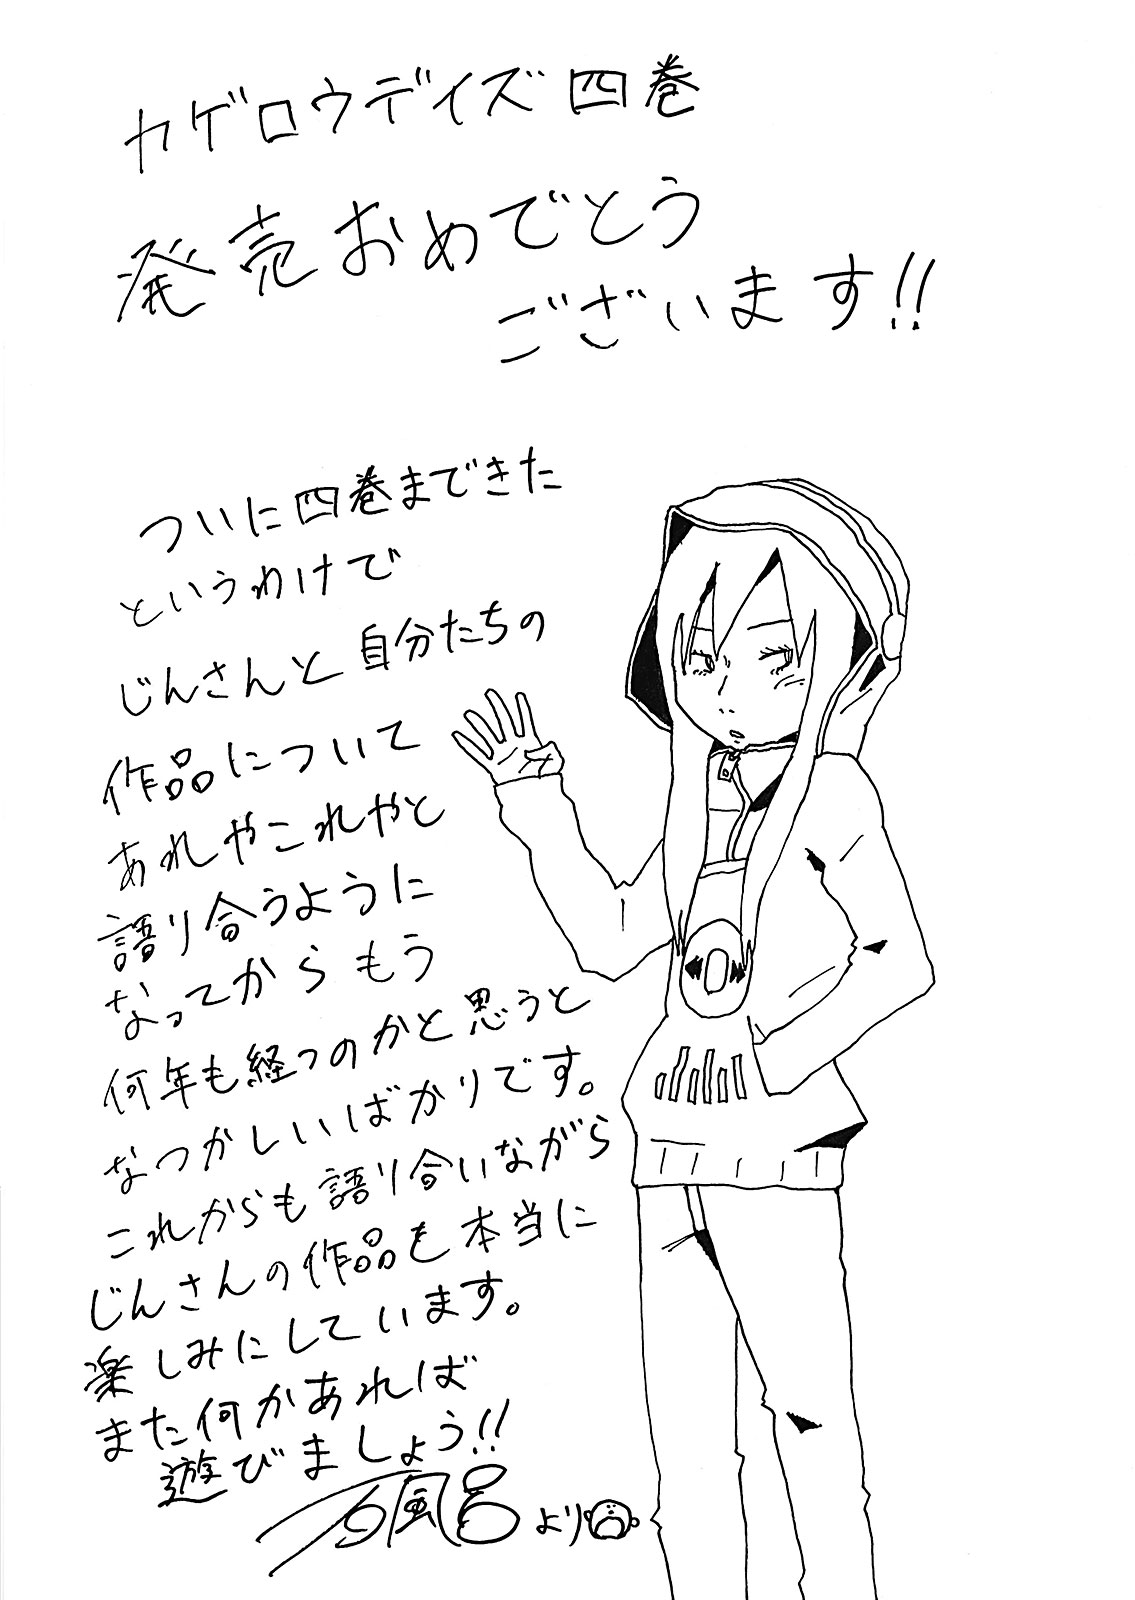 カゲロウデイズ四巻
発売おめでとう
ございます!!
ついに四巻まできた
というわけで
じんさんと自分たちの
作品について
あれやこれやと
語り合うように
なってからもう
何年も経つのかと思うと
なつかしいばかりです。
これからも語り合いながら
じんさんの作品を本当に
楽しみにしています。
また何かあれば
遊びましょう!!
石風呂より